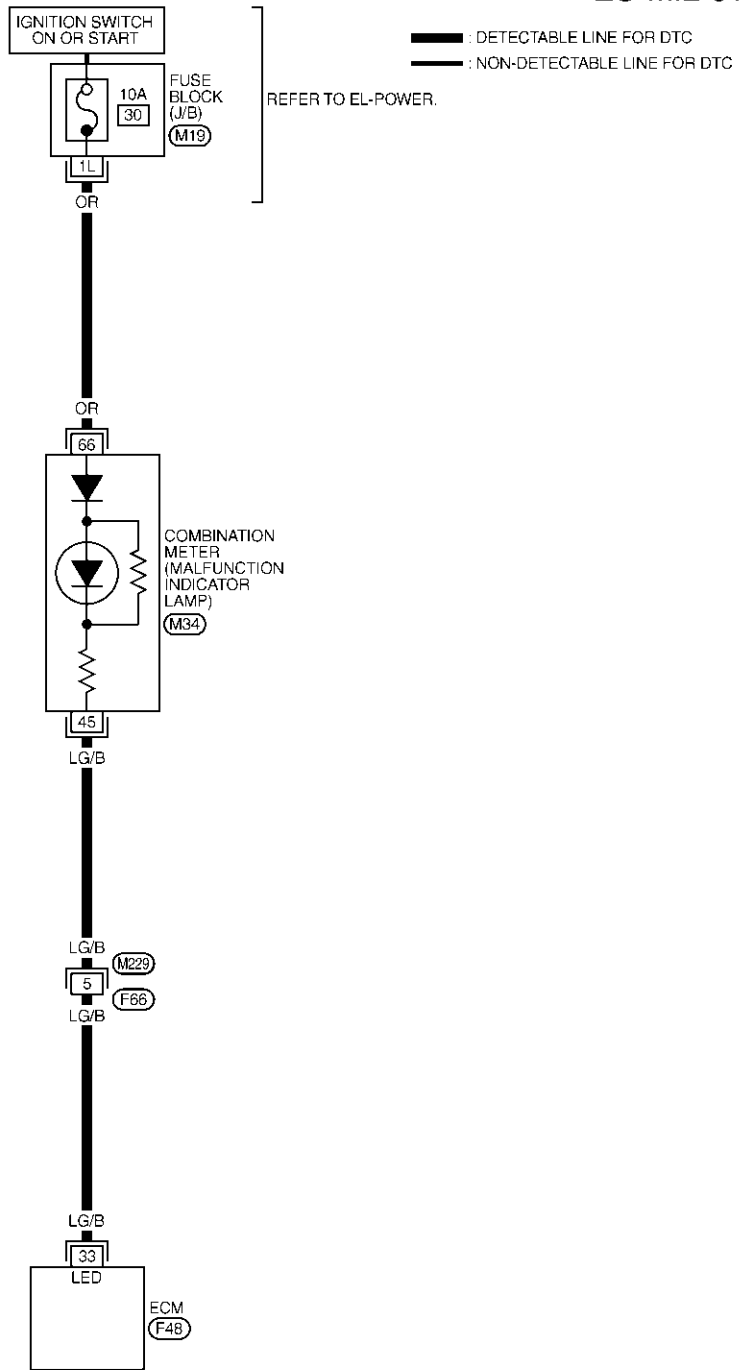 IGNITION SWITCH
ON OR START
: DETECTABLE LINE FOR DTC
: NON-DETECTABLE LINE FOR DTC
10A
30
FUSE
BLOCK
(J/B)
M19
REFER TO EL-POWER.
1L
OR
OR
66
COMBINATION
METER
(MALFUNCTION
INDICATOR
LAMP)
M34
45
LG/B
LG/B
M229
5
F66
LG/B
LG/B
33
LED
ECM
F48